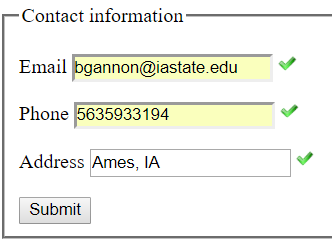 Contact information
Email bgannon@iastate.edu
Phone 5635933194
Address Ames, IA
Submit